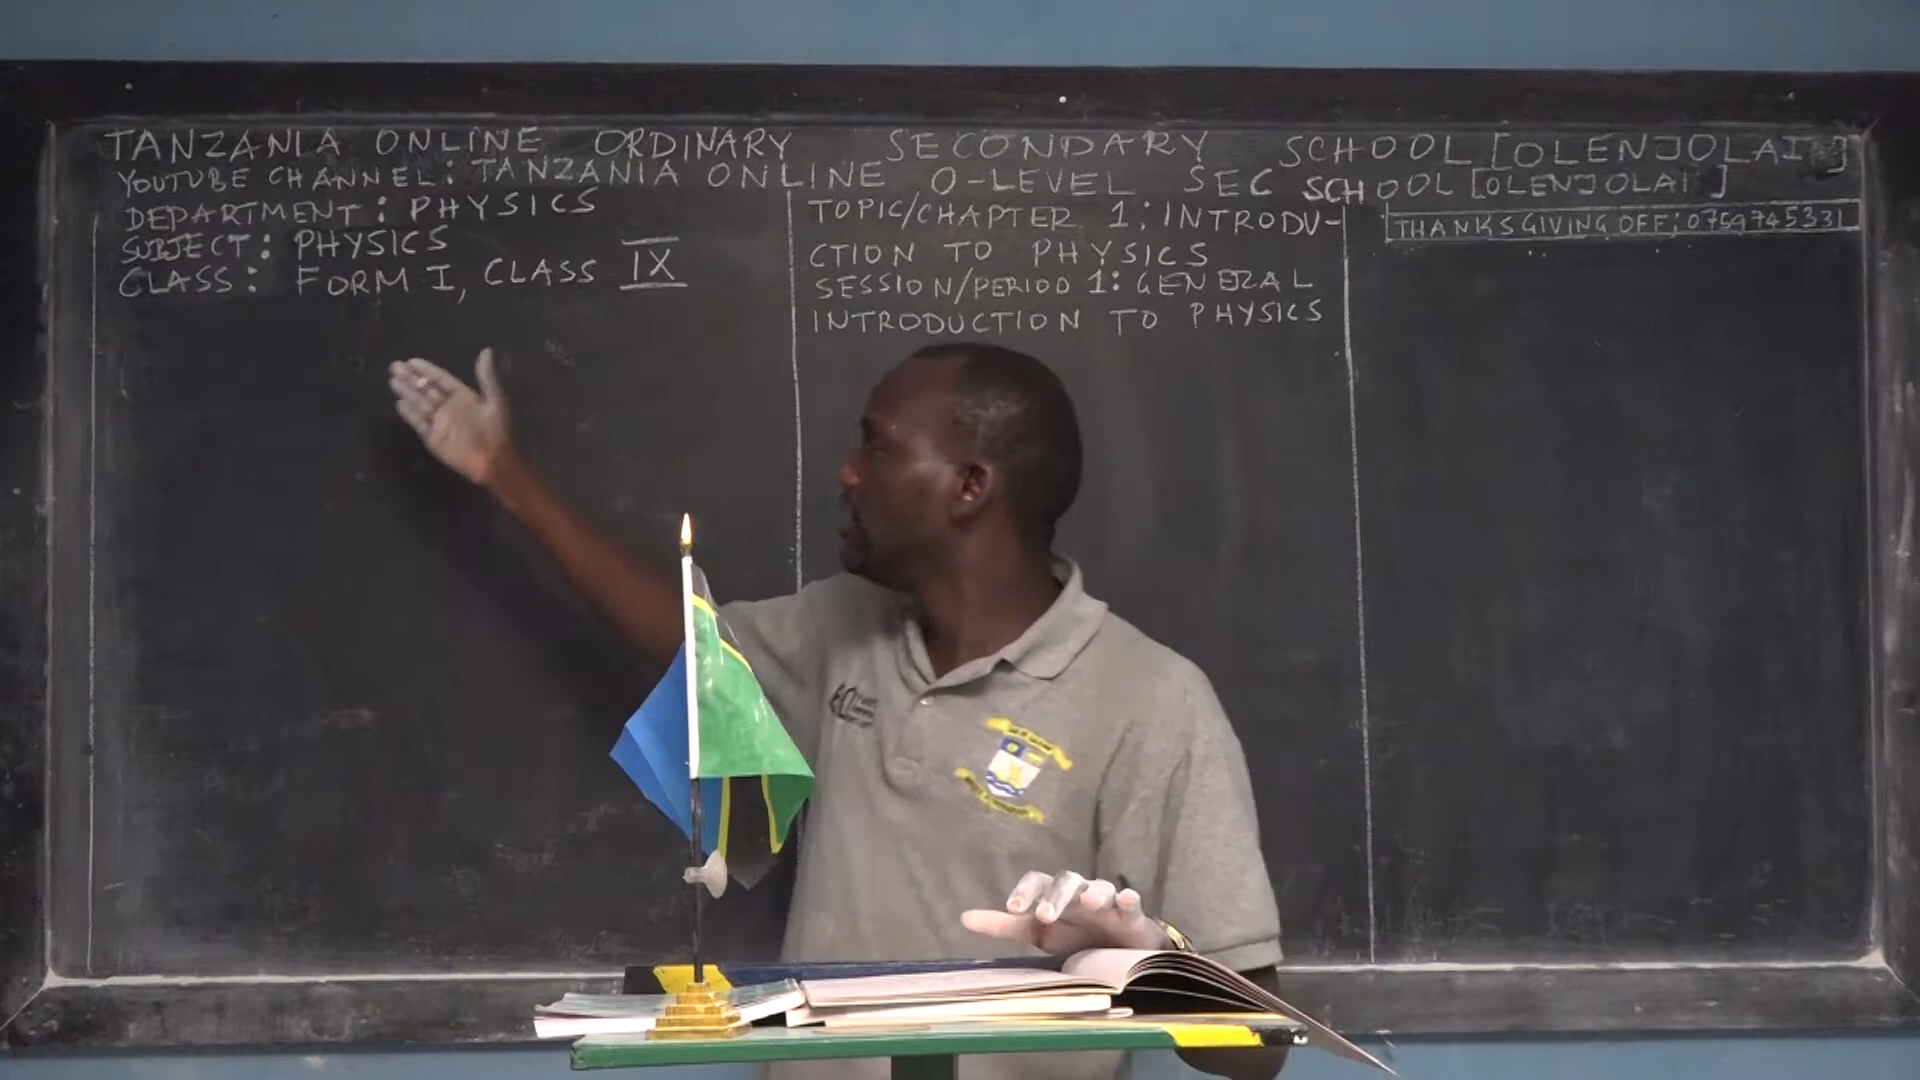 TANZANIA ONLINE ORDINARY SECONDARY SCHOOL [OLENJOLAI]
YOUTUBE CHANNEL: TANZANIA ONLINE O-LEVEL SEC SCHOOL [OLENJOLAI]
DEPARTMENT: PHYSICS
SUBJECT: PHYSICS
CLASS: FORM I, CLASS IX
TOPIC/CHAPTER 1: INTRODU-
CTION TO PHYSICS
SESSION/PERIOD 1: GENERAL
INTRODUCTION TO PHYSICS
THANKSGIVING OFF: 0759745331